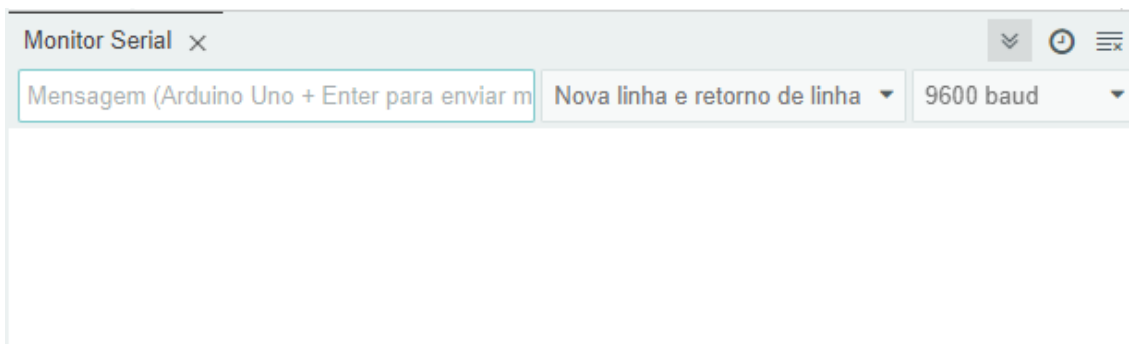 Monitor Serial
Mensagem (Arduino Uno + Enter para enviar m
Nova linha e retorno de linha
9600 baud